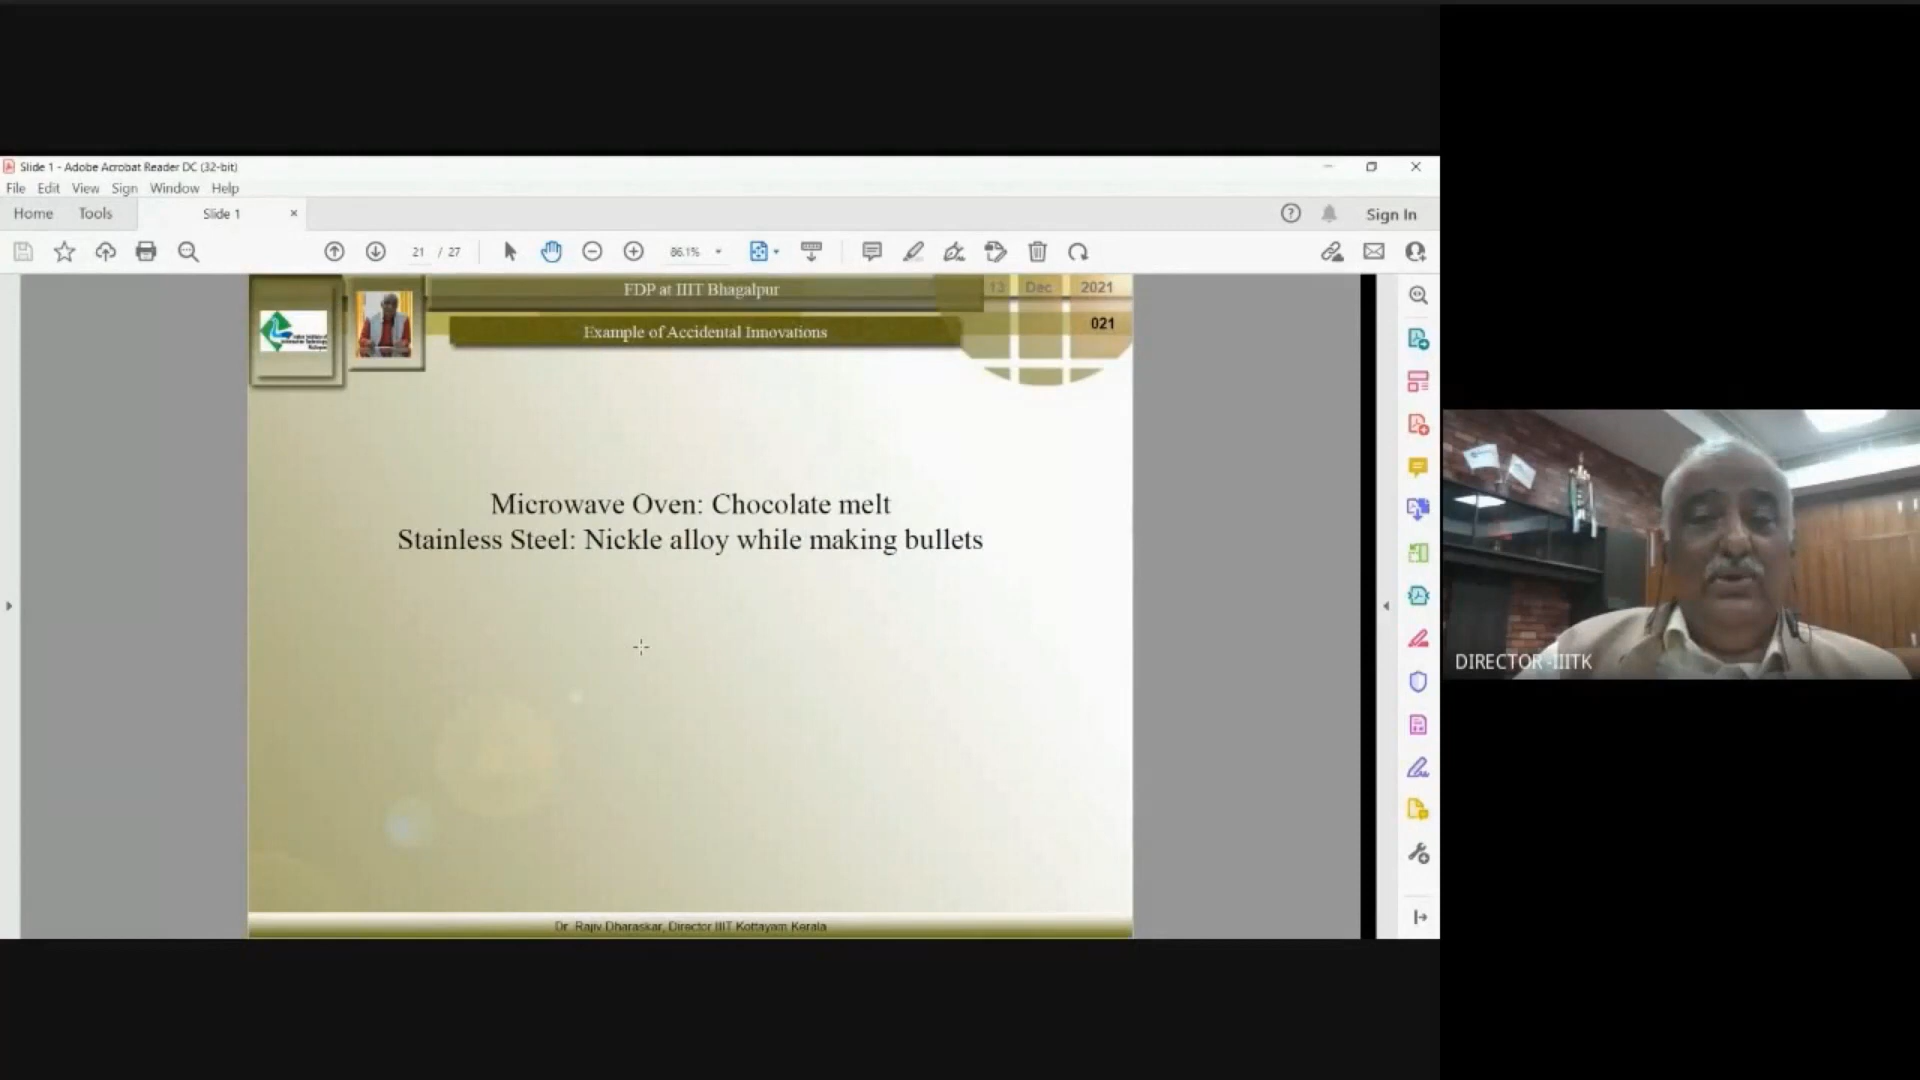 Slide 1 - Adobe Acrobat Reader DC (32-bit)
File Edit View Sign Window Help
Home Tools Slide 1 Sign In
21 / 27 86.1%
FDP at IIIT Bhagalpur
13 Dec 2021
Example of Accidental Innovations
021
Microwave Oven: Chocolate melt
Stainless Steel: Nickle alloy while making bullets
DIRECTOR-IIITK
Dr. Rajiv Dharaskar, Director IIIT Kottayam Kerala